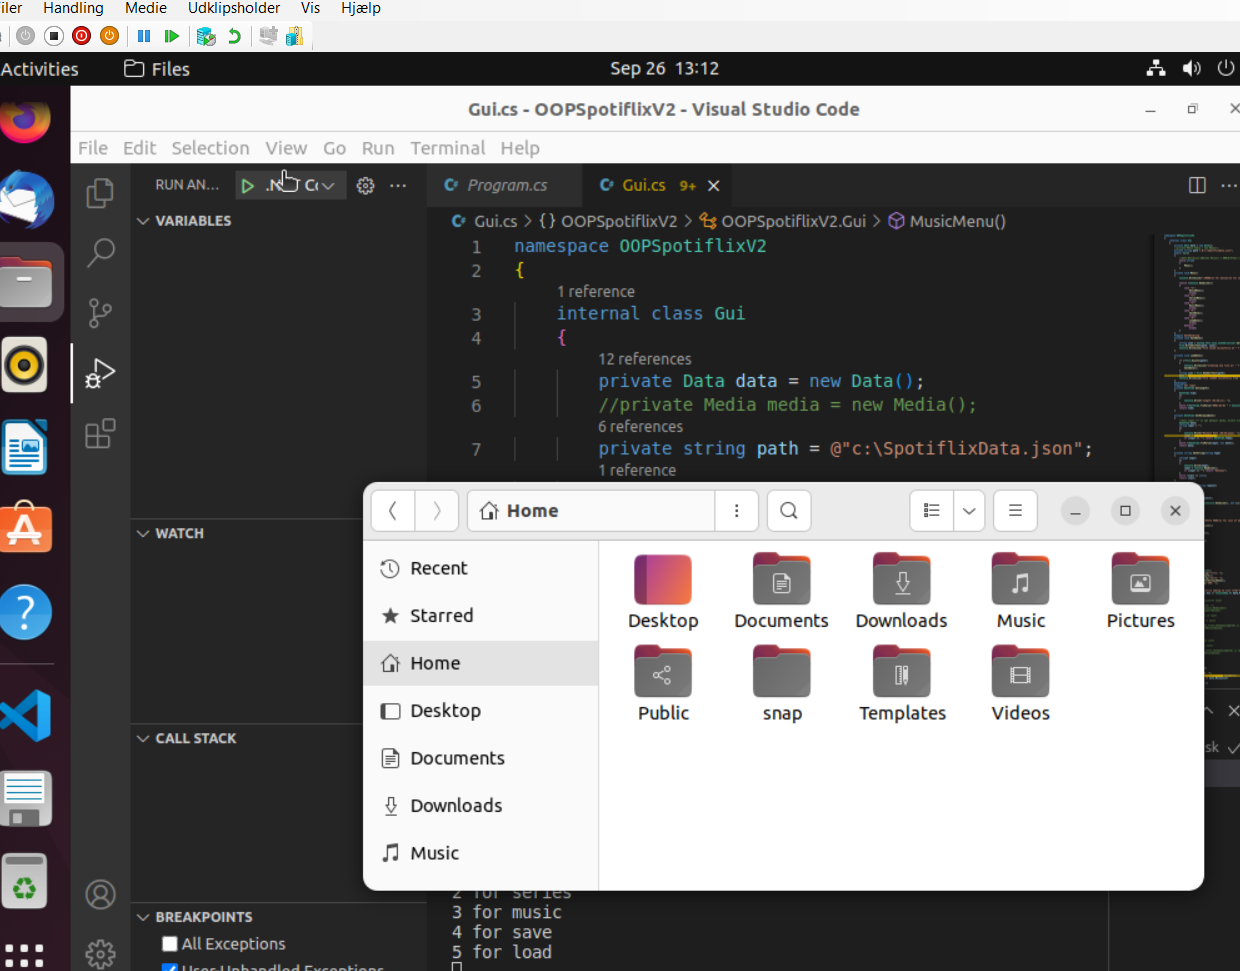 iler Handling Medie Udklipsholder Vis Hjælp
Activities Files Sep 26 13:12
Gui.cs - OOPSpotiflixV2 - Visual Studio Code
File Edit Selection View Go Run Terminal Help
RUN AN... Program.cs Gui.cs 9+
VARIABLES
Gui.cs > {} OOPSpotiflixV2 > OOPSpotiflixV2.Gui > MusicMenu()
1 namespace OOPSpotiflixV2
2 {
1 reference
3 internal class Gui
4 {
12 references
5 private Data data = new Data();
6 //private Media media = new Media();
6 references
7 private string path = @"c:\SpotiflixData.json";
1 reference
Home
WATCH
Recent
Starred
Home
Desktop
Documents
Downloads
Music
Desktop Documents Downloads Music Pictures
Public snap Templates Videos
CALL STACK
sk
2 for series
3 for music
4 for save
5 for load
BREAKPOINTS
All Exceptions
User-Unhandled Exceptions